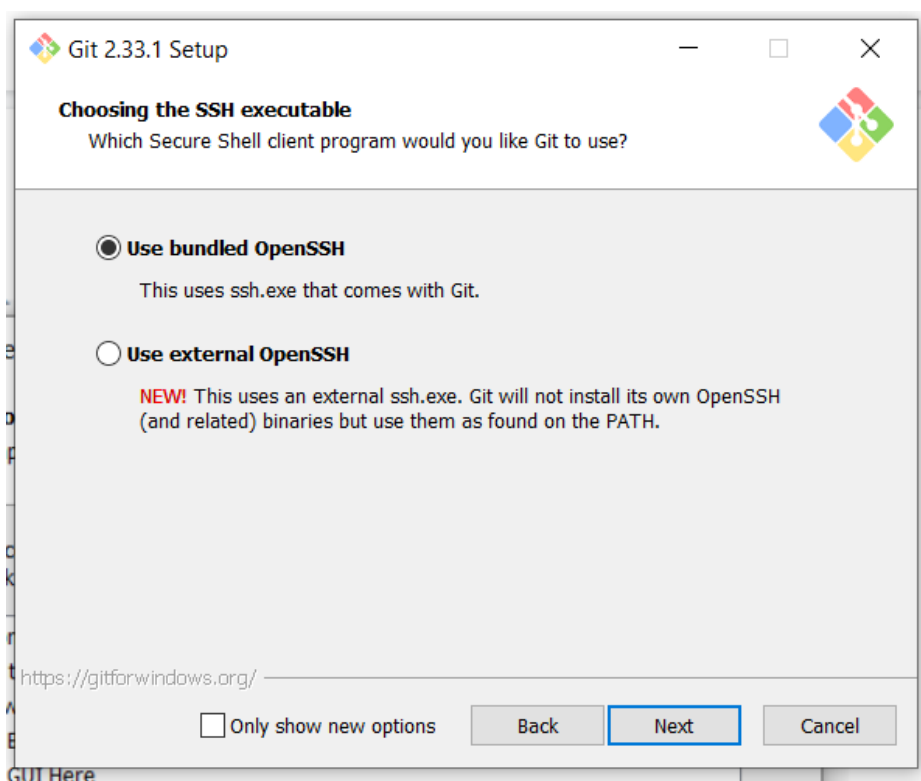 Git 2.33.1 Setup
Choosing the SSH executable
Which Secure Shell client program would you like Git to use?
Use bundled OpenSSH
This uses ssh.exe that comes with Git.
Use external OpenSSH
NEW! This uses an external ssh.exe. Git will not install its own OpenSSH
(and related) binaries but use them as found on the PATH.
https://gitforwindows.org/
Only show new options
Back
Next
Cancel
GUI Here